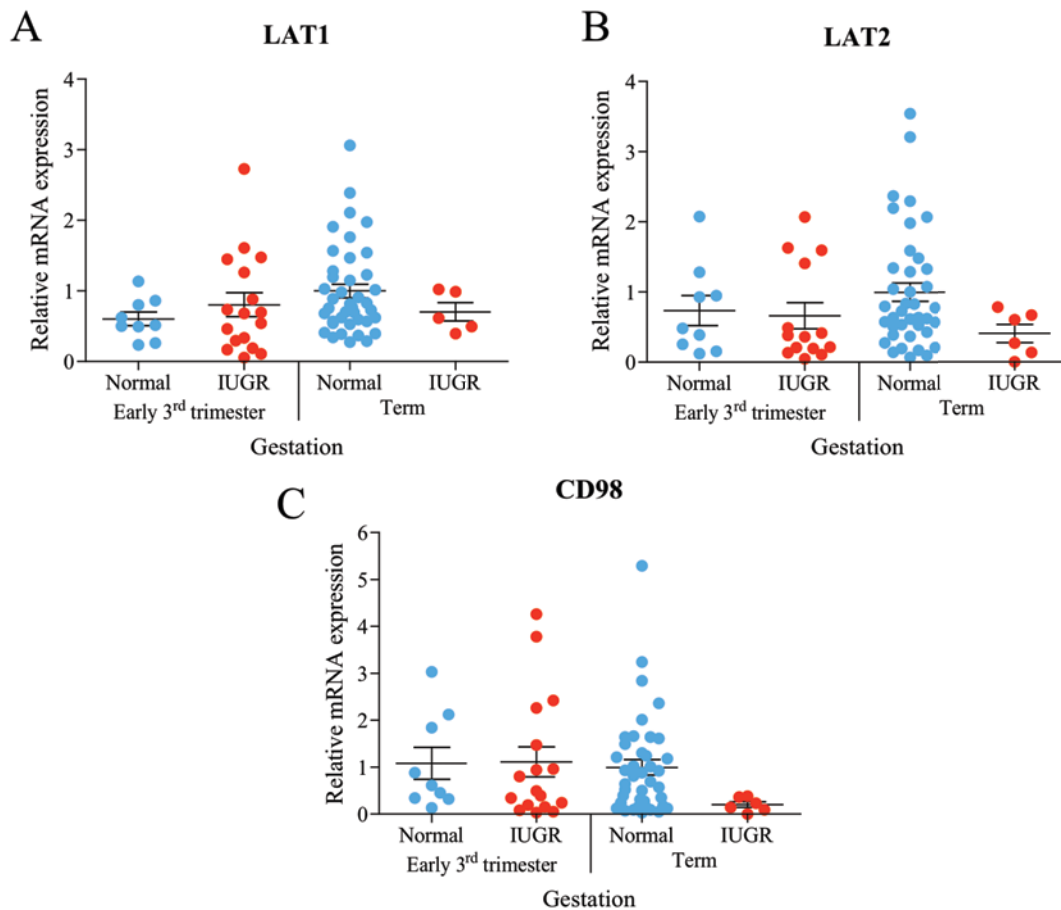 A
LAT1
Relative mRNA expression
4
3
2
1
0
Normal IUGR Normal IUGR
Early 3rd trimester Term
Gestation
B
LAT2
Relative mRNA expression
4
3
2
1
0
Normal IUGR Normal IUGR
Early 3rd trimester Term
Gestation
C
CD98
Relative mRNA expression
6
5
4
3
2
1
0
Normal IUGR Normal IUGR
Early 3rd trimester Term
Gestation